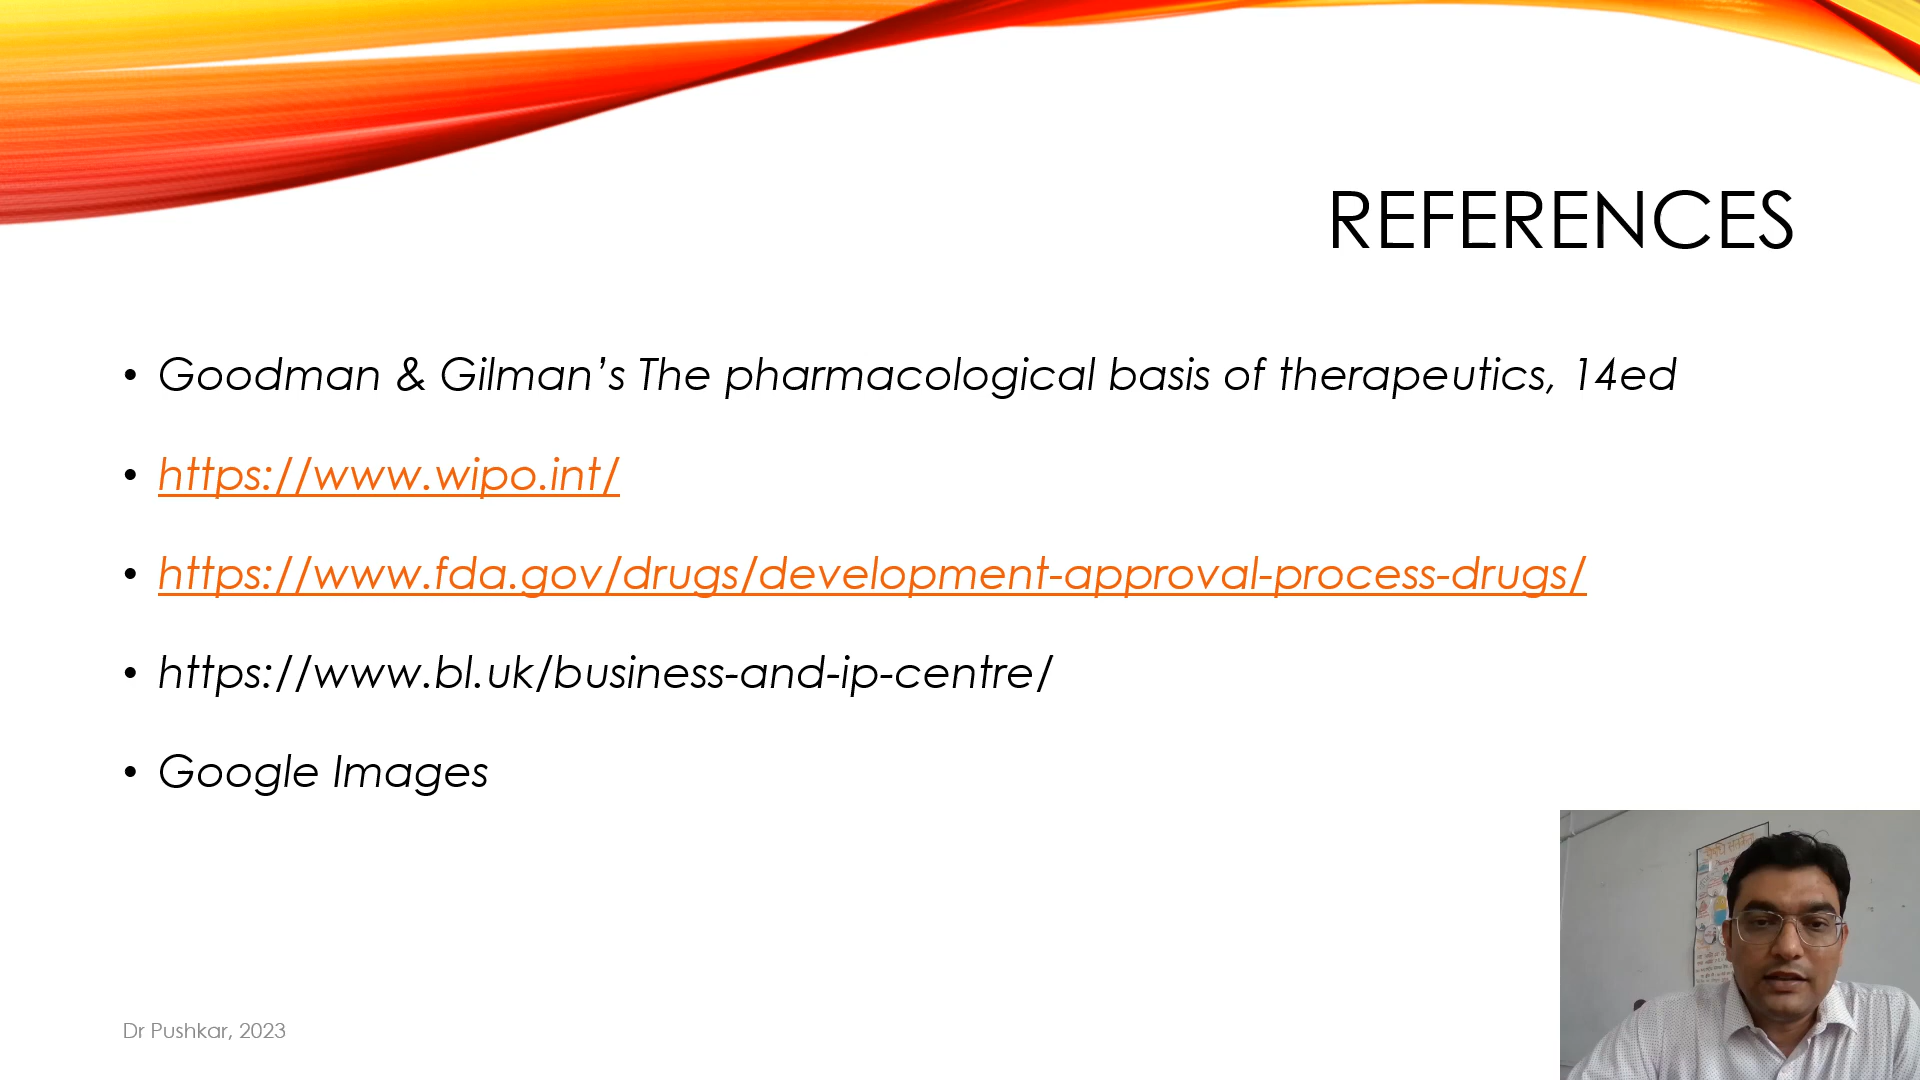 REFERENCES
• Goodman & Gilman’s The pharmacological basis of therapeutics, 14ed
• https://www.wipo.int/
• https://www.fda.gov/drugs/development-approval-process-drugs/
• https://www.bl.uk/business-and-ip-centre/
• Google Images
Dr Pushkar, 2023